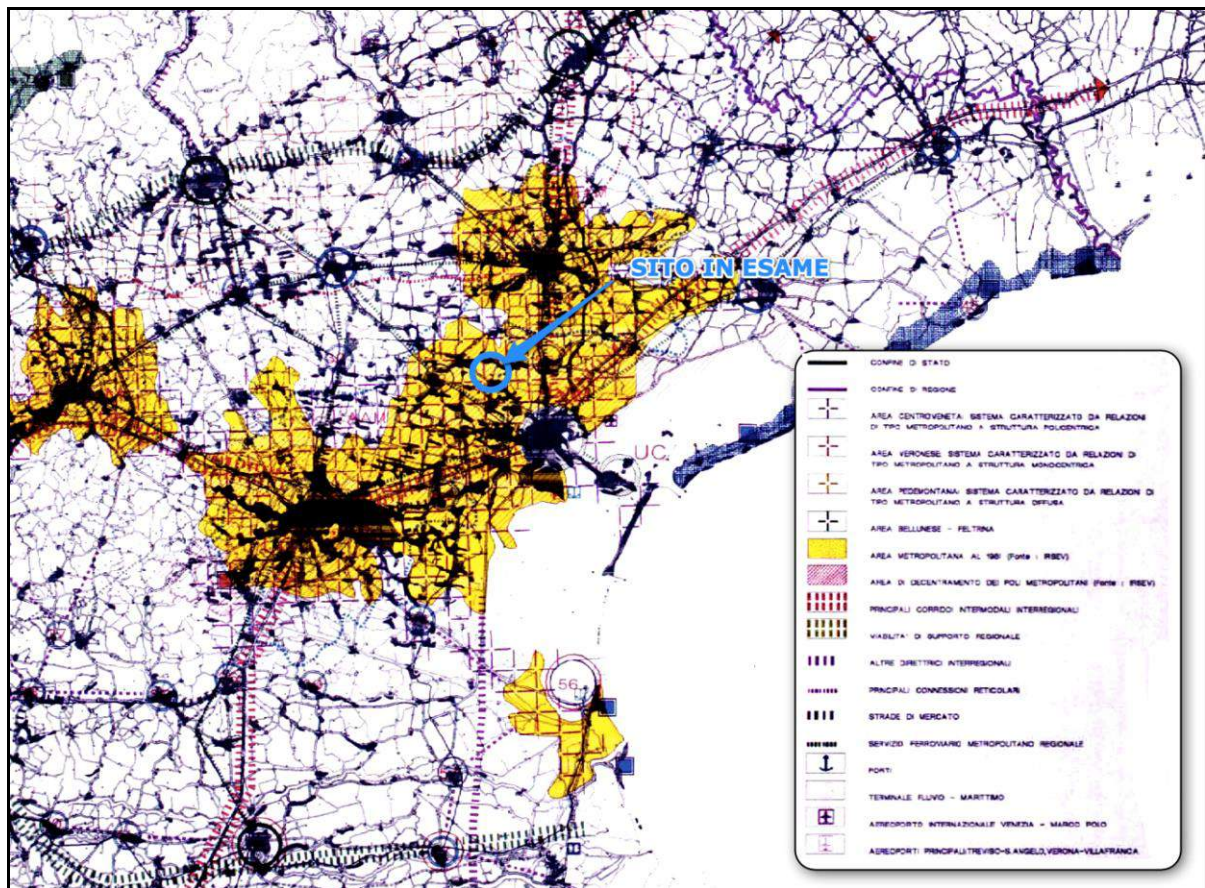 SITO IN ESAME
UC.
56
CONFINE DI STATO
CONFINE DI REGIONE
AREA CENTROVENETA: SISTEMA CARATTERIZZATO DA RELAZIONI
DI TIPO METROPOLITANO A STRUTTURA POLICENTRICA
AREA VERONESE: SISTEMA CARATTERIZZATO DA RELAZIONI DI
TIPO METROPOLITANO A STRUTTURA MONOCENTRICA
AREA PEDEMONTANA: SISTEMA CARATTERIZZATO DA RELAZIONI DI
TIPO METROPOLITANO A STRUTTURA DIFFUSA
AREA BELLUNESE - FELTRINA
AREA METROPOLITANA AL 1981 (Fonte : IRSEV)
AREA DI DECENTRAMENTO DEI POLI METROPOLITANI (Fonte : IRSEV)
PRINCIPALI CORRIDOI INTERMODALI INTERREGIONALI
VIABILITA' DI SUPPORTO REGIONALE
ALTRE DIRETTRICI INTERREGIONALI
PRINCIPALI CONNESSIONI RETICOLARI
STRADE DI MERCATO
SERVIZIO FERROVIARIO METROPOLITANO REGIONALE
PORTI
TERMINALE FLUVIO - MARITTIMO
AEREOPORTO INTERNAZIONALE VENEZIA - MARCO POLO
AEREOPORTI PRINCIPALI:TREVISO-S.ANGELO,VERONA-VILLAFRANCA